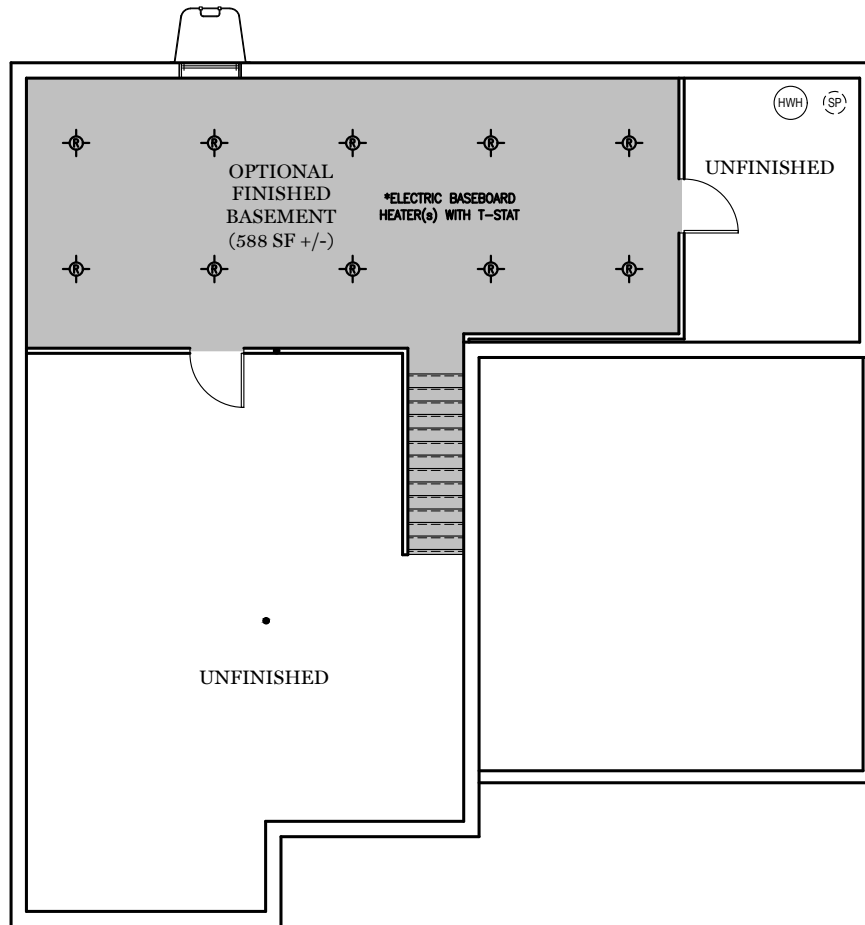 HWH
SP
R
R
R
R
R
OPTIONAL
FINISHED
BASEMENT
(588 SF +/-)
*ELECTRIC BASEBOARD
HEATER(s) WITH T-STAT
UNFINISHED
R
R
R
R
R
UNFINISHED